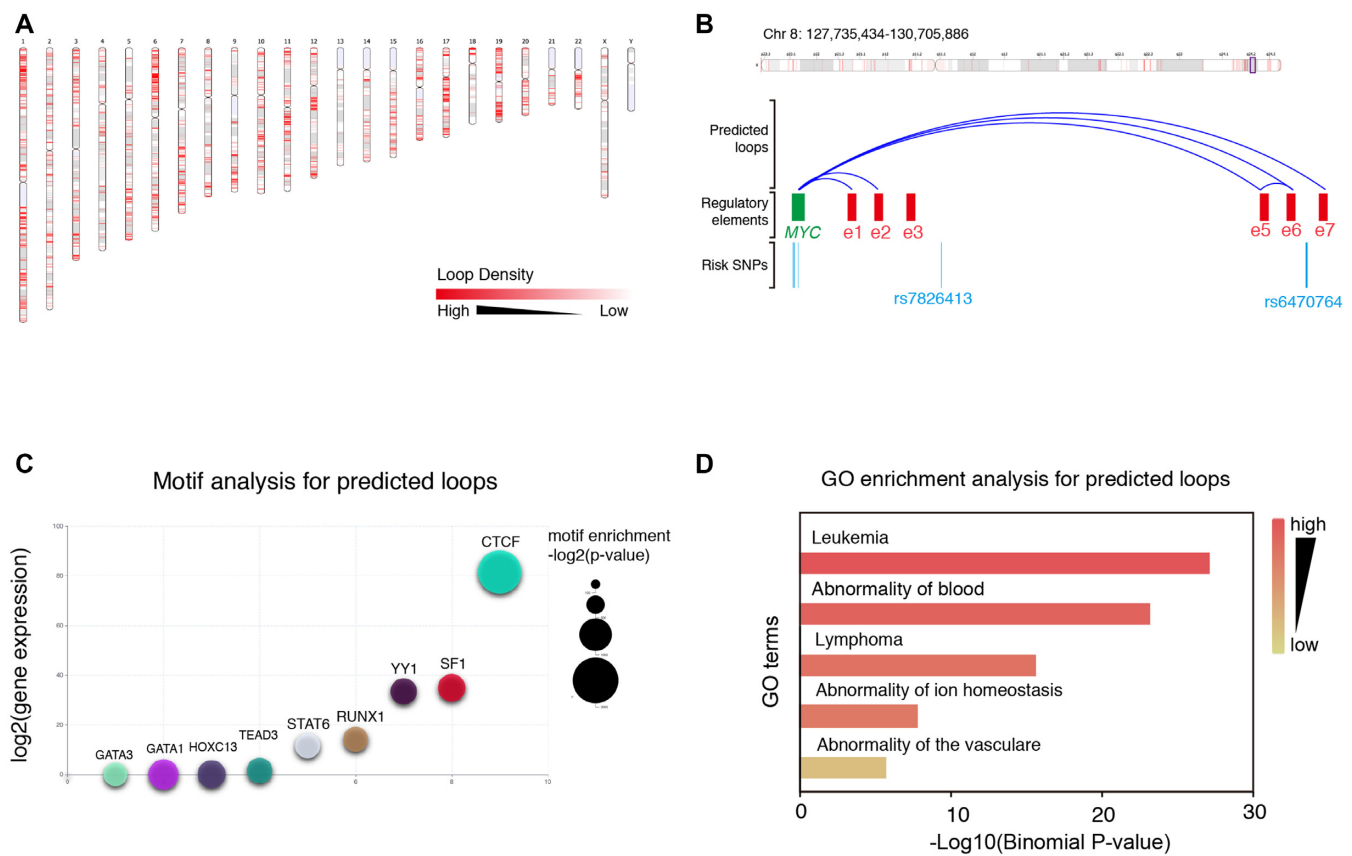 A
1 2 3 4 5 6 7 8 9 10 11 12 13 14 15 16 17 18 19 20 21 22 X Y
Loop Density
High Low
B
Chr 8: 127,735,434-130,705,886
Predicted
loops
Regulatory
elements
MYC e1 e2 e3 e5 e6 e7
Risk SNPs
rs7826413
rs6470764
C
Motif analysis for predicted loops
log2(gene expression)
100
80
60
40
20
0
0 6 8 10
GATA3
GATA1
HOXC13
TEAD3
STAT6
RUNX1
YY1
SF1
CTCF
motif enrichment
-log2(p-value)
D
GO enrichment analysis for predicted loops
GO terms
Leukemia
Abnormality of blood
Lymphoma
Abnormality of ion homeostasis
Abnormality of the vasculare
0 10 20 30
-Log10(Binomial P-value)
high
low